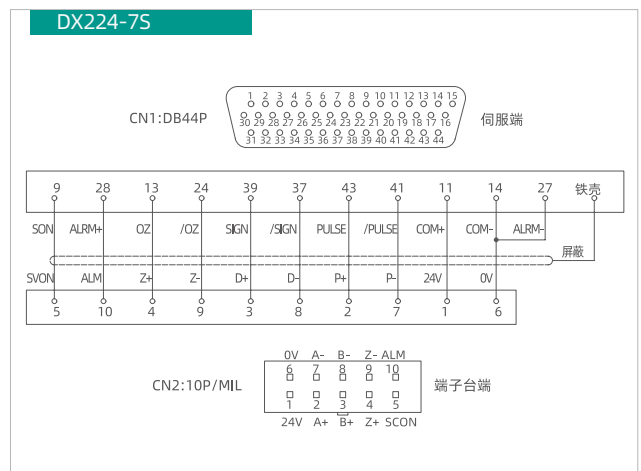 DX224-7S
1 2 3 4 5 6 7 8 9 10 11 12 13 14 15
CN1:DB44P
30 29 28 27 26 25 24 23 22 21 20 19 18 17 16
伺服端
31 32 33 34 35 36 37 38 39 40 41 42 43 44
9 28 13 24 39 37 43 41 11 14 27 铁壳
SON ALRM+ OZ /OZ SIGN /SIGN PULSE /PULSE COM+ COM- ALRM-
屏蔽
SVON ALM Z+ Z- D+ D- P+ P- 24V 0V
5 10 4 9 3 8 2 7 1 6
0V A- B- Z- ALM
6 7 8 9 10
CN2:10P/MIL
端子台端
1 2 3 4 5
24V A+ B+ Z+ SCON